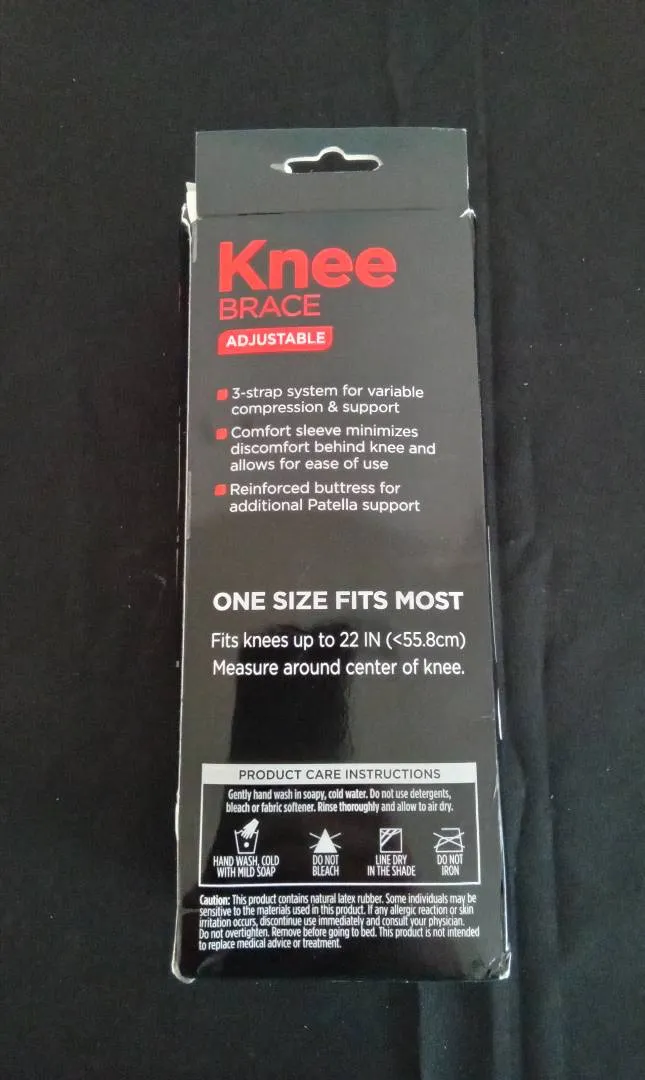 Knee
BRACE
ADJUSTABLE
3-strap system for variable
compression & support
Comfort sleeve minimizes
discomfort behind knee and
allows for ease of use
Reinforced buttress for
additional Patella support
ONE SIZE FITS MOST
Fits knees up to 22 IN (<55.8cm)
Measure around center of knee.
PRODUCT CARE INSTRUCTIONS
Gently hand wash in soapy, cold water. Do not use detergents,
bleach or fabric softener. Rinse thoroughly and allow to air dry.
HAND WASH, COLD
WITH MILD SOAP
DO NOT
BLEACH
LINE DRY
IN THE SHADE
DO NOT
IRON
Caution: This product contains natural latex rubber. Some individuals may be
sensitive to the materials used in this product. If any allergic reaction or skin
irritation occurs, discontinue use immediately and consult your physician.
Do not overtighten. Remove before going to bed. This product is not intended
to replace medical advice or treatment.